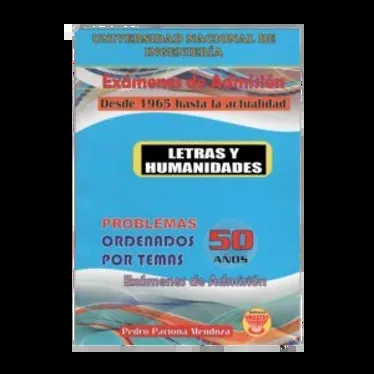 UNIVERSIDAD NACIONAL DE
INGENIERÍA
Exámenes de Admisión
Desde 1965 hasta la actualidad
LETRAS Y
HUMANIDADES
PROBLEMAS
ORDENADOS
POR TEMAS
50
AÑOS
Exámenes de Admisión
Pedro Pariona Mendoza